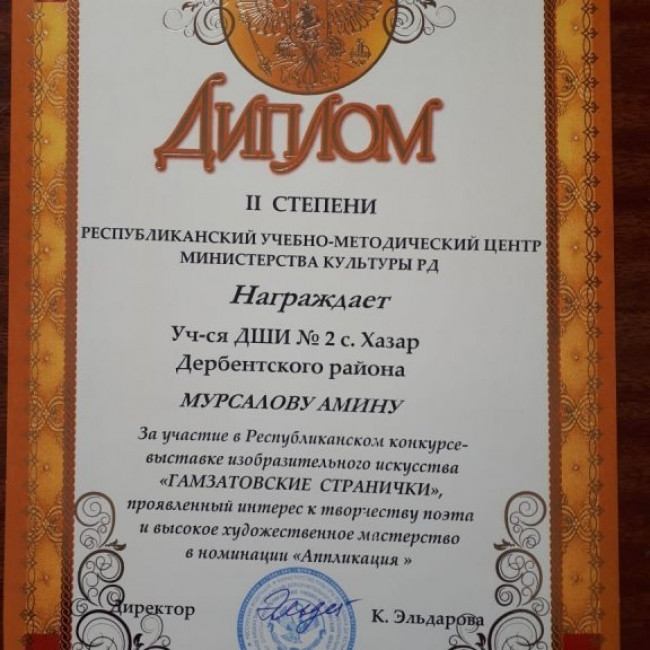 ДИПЛОМ
II СТЕПЕНИ
РЕСПУБЛИКАНСКИЙ УЧЕБНО-МЕТОДИЧЕСКИЙ ЦЕНТР
МИНИСТЕРСТВА КУЛЬТУРЫ РД
Награждает
Уч-ся ДШИ № 2 с. Хазар
Дербентского района
МУРСАЛОВУ АМИНУ
За участие в Республиканском конкурсе-
выставке изобразительного искусства
«ГАМЗАТОВСКИЕ СТРАНИЧКИ»,
проявленный интерес к творчеству поэта
и высокое художественное мастерство
в номинации «Аппликация »
Директор К. Эльдарова